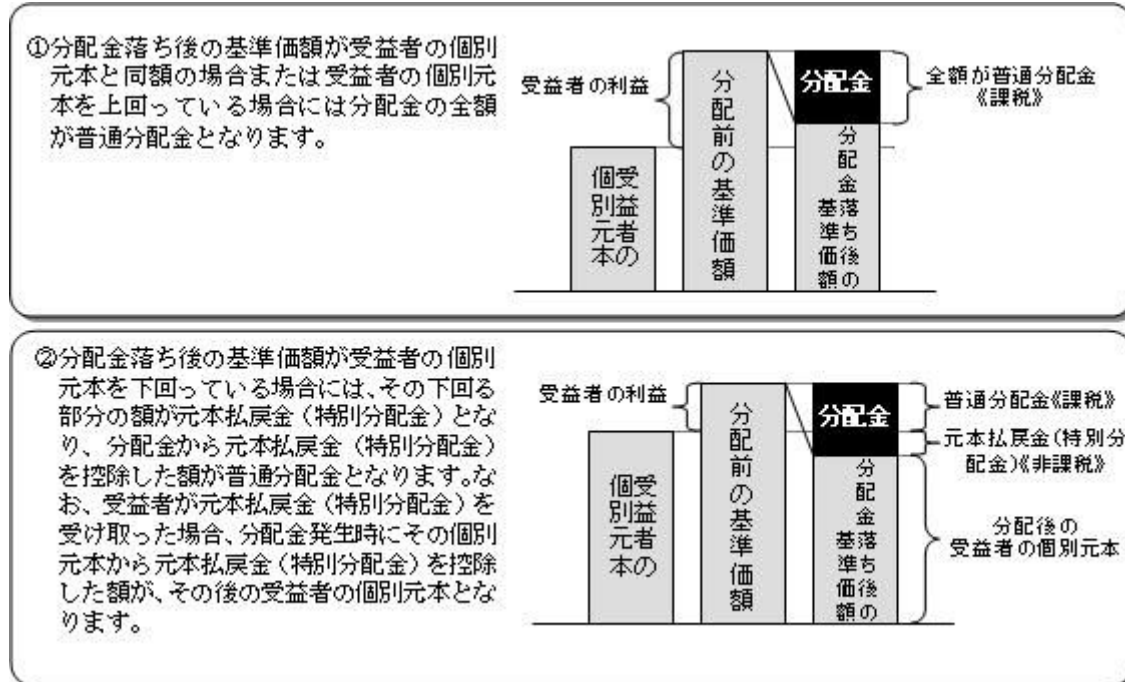 ①分配金落ち後の基準価額が受益者の個別
元本と同額の場合または受益者の個別元
本を上回っている場合には分配金の全額
が普通分配金となります。
受益者の利益
受益者の
個別元本
分配前の基準価額
分配金
分配金落ち後の
基準価額
全額が普通分配金
《課税》
②分配金落ち後の基準価額が受益者の個別
元本を下回っている場合には、その下回る
部分の額が元本払戻金（特別分配金）とな
り、分配金から元本払戻金（特別分配金）
を控除した額が普通分配金となります。な
お、受益者が元本払戻金（特別分配金）を
受け取った場合、分配金発生時にその個別
元本から元本払戻金（特別分配金）を控除
した額が、その後の受益者の個別元本とな
ります。
受益者の利益
受益者の
個別元本
分配前の基準価額
分配金
分配金落ち後の
基準価額
普通分配金《課税》
元本払戻金（特別分
配金）《非課税》
分配後の
受益者の個別元本